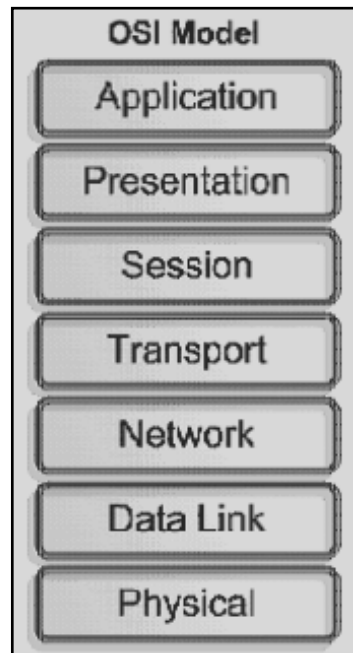 OSI Model
Application
Presentation
Session
Transport
Network
Data Link
Physical